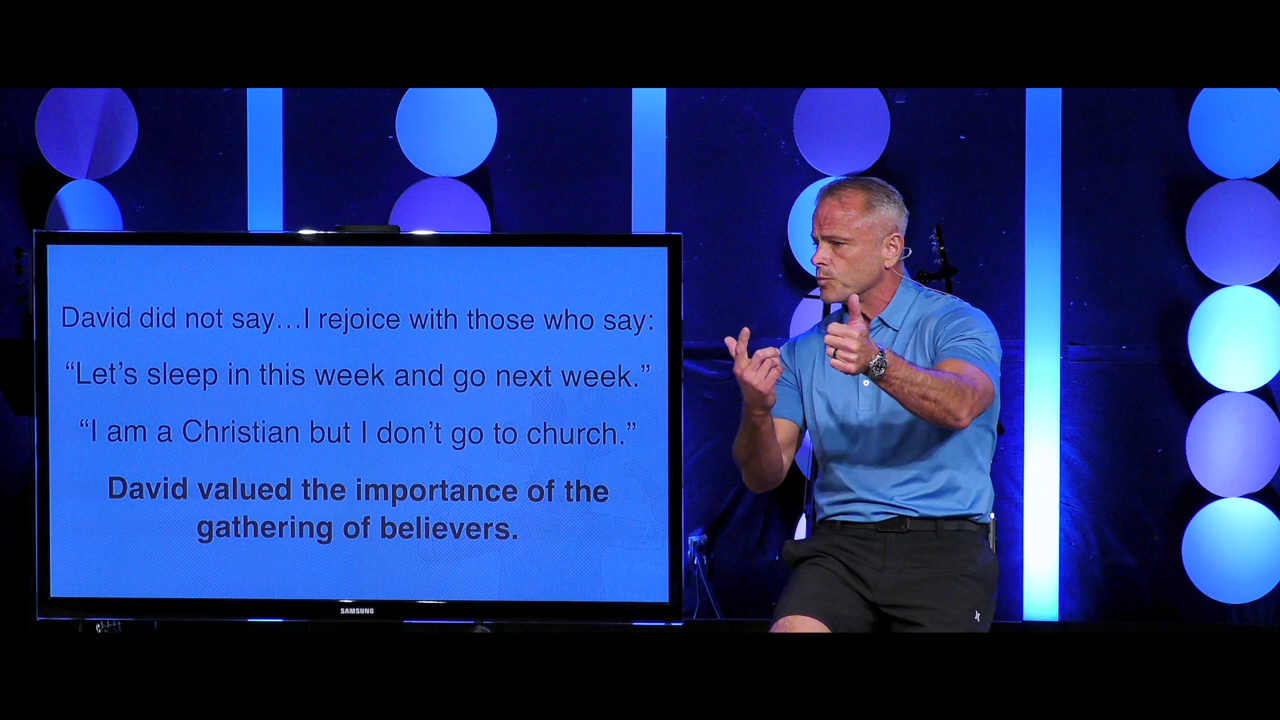 David did not say…I rejoice with those who say:
“Let’s sleep in this week and go next week.”
“I am a Christian but I don’t go to church.”
David valued the importance of the
gathering of believers.
SAMSUNG